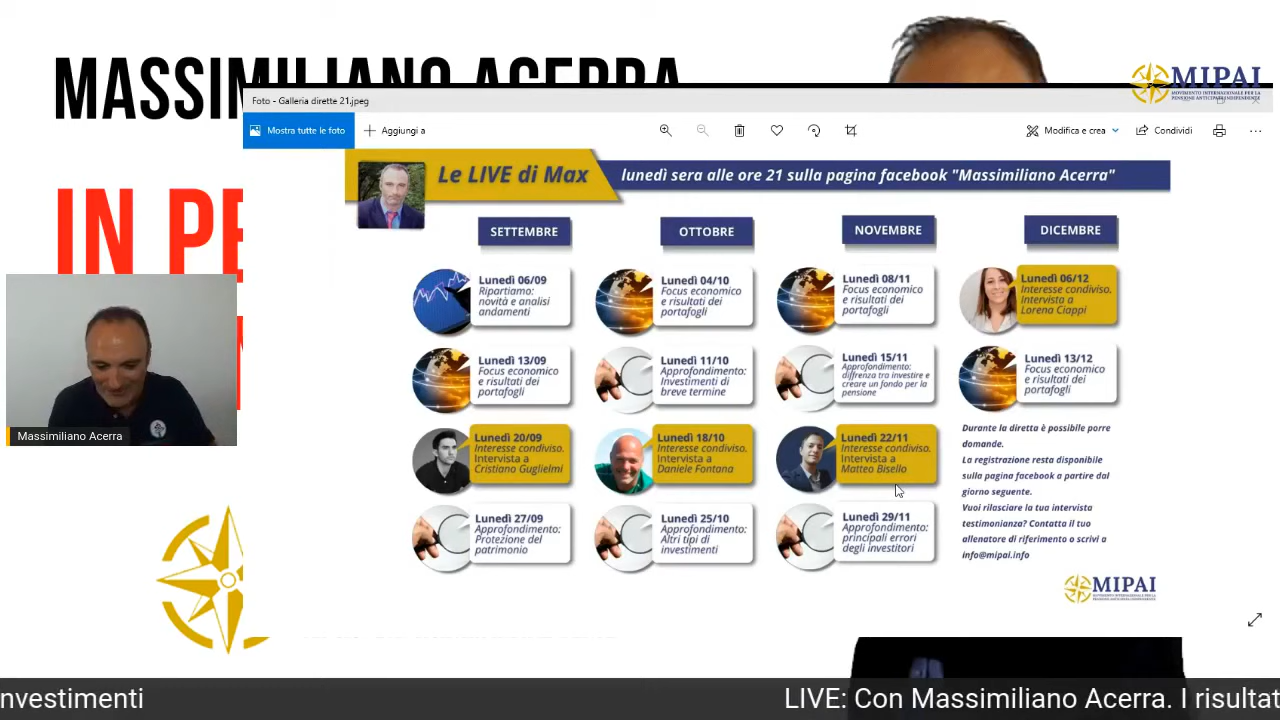 MASSIMILIANO ACERRA
MIPAI
MOVIMENTO INTERNAZIONALE PER LA
PENSIONE ANTICIPATA INDIPENDENTE
Foto - Galleria dirette 21.jpeg
Mostra tutte le foto
Aggiungi a
Modifica e crea
Condividi
Le LIVE di Max
lunedì sera alle ore 21 sulla pagina facebook "Massimiliano Acerra"
IN PE
SETTEMBRE
Lunedì 06/09
Ripartiamo:
novità e analisi
andamenti
Lunedì 13/09
Focus economico
e risultati dei
portafogli
Lunedì 20/09
Interesse condiviso.
Intervista a
Cristiano Guglielmi
Lunedì 27/09
Approfondimento:
Protezione del
patrimonio
OTTOBRE
Lunedì 04/10
Focus economico
e risultati dei
portafogli
Lunedì 11/10
Approfondimento:
Investimenti di
breve termine
Lunedì 18/10
Interesse condiviso.
Intervista a
Daniele Fontana
Lunedì 25/10
Approfondimento:
Altri tipi di
investimenti
NOVEMBRE
Lunedì 08/11
Focus economico
e risultati dei
portafogli
Lunedì 15/11
Approfondimento:
diffrenza tra investire e
creare un fondo per la
pensione
Lunedì 22/11
Interesse condiviso.
Intervista a
Matteo Bisello
Lunedì 29/11
Approfondimento:
principali errori
degli investitori
DICEMBRE
Lunedì 06/12
Interesse condiviso.
Intervista a
Lorena Ciappi
Lunedì 13/12
Focus economico
e risultati dei
portafogli
Durante la diretta è possibile porre
domande.
La registrazione resta disponibile
sulla pagina facebook a partire dal
giorno seguente.
Vuoi rilasciare la tua intervista
testimonianza? Contatta il tuo
allenatore di riferimento o scrivi a
info@mipai.info
MIPAI
Massimiliano Acerra
nvestimenti
LIVE: Con Massimiliano Acerra. I risultat